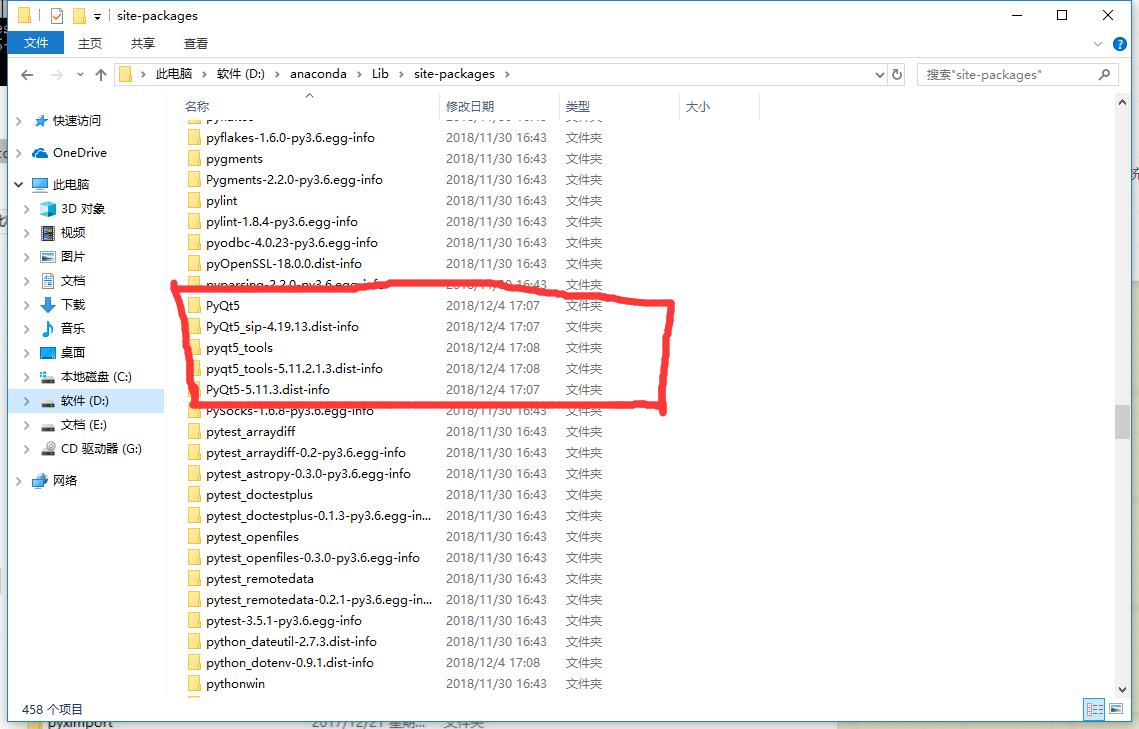 site-packages
文件 主页 共享 查看
此电脑 软件 (D:) anaconda Lib site-packages 搜索"site-packages"
快速访问
OneDrive
此电脑
3D 对象
视频
图片
文档
下载
音乐
桌面
本地磁盘 (C:)
软件 (D:)
文档 (E:)
CD 驱动器 (G:)
网络
名称 修改日期 类型 大小
pyflakes-1.6.0-py3.6.egg-info 2018/11/30 16:43 文件夹
pygments 2018/11/30 16:43 文件夹
Pygments-2.2.0-py3.6.egg-info 2018/11/30 16:43 文件夹
pylint 2018/11/30 16:43 文件夹
pylint-1.8.4-py3.6.egg-info 2018/11/30 16:43 文件夹
pyodbc-4.0.23-py3.6.egg-info 2018/11/30 16:43 文件夹
pyOpenSSL-18.0.0.dist-info 2018/11/30 16:43 文件夹
pyparsing-2.2.0-py3.6.egg-info 2018/11/30 16:43 文件夹
PyQt5 2018/12/4 17:07 文件夹
PyQt5_sip-4.19.13.dist-info 2018/12/4 17:07 文件夹
pyqt5_tools 2018/12/4 17:08 文件夹
pyqt5_tools-5.11.2.1.3.dist-info 2018/12/4 17:08 文件夹
PyQt5-5.11.3.dist-info 2018/12/4 17:07 文件夹
PySocks-1.6.8-py3.6.egg-info 2018/11/30 16:43 文件夹
pytest_arraydiff 2018/11/30 16:43 文件夹
pytest_arraydiff-0.2-py3.6.egg-info 2018/11/30 16:43 文件夹
pytest_astropy-0.3.0-py3.6.egg-info 2018/11/30 16:43 文件夹
pytest_doctestplus 2018/11/30 16:43 文件夹
pytest_doctestplus-0.1.3-py3.6.egg-in... 2018/11/30 16:43 文件夹
pytest_openfiles 2018/11/30 16:43 文件夹
pytest_openfiles-0.3.0-py3.6.egg-info 2018/11/30 16:43 文件夹
pytest_remotedata 2018/11/30 16:43 文件夹
pytest_remotedata-0.2.1-py3.6.egg-in... 2018/11/30 16:43 文件夹
pytest-3.5.1-py3.6.egg-info 2018/11/30 16:43 文件夹
python_dateutil-2.7.3.dist-info 2018/11/30 16:43 文件夹
python_dotenv-0.9.1.dist-info 2018/12/4 17:08 文件夹
pythonwin 2018/11/30 16:43 文件夹
458 个项目